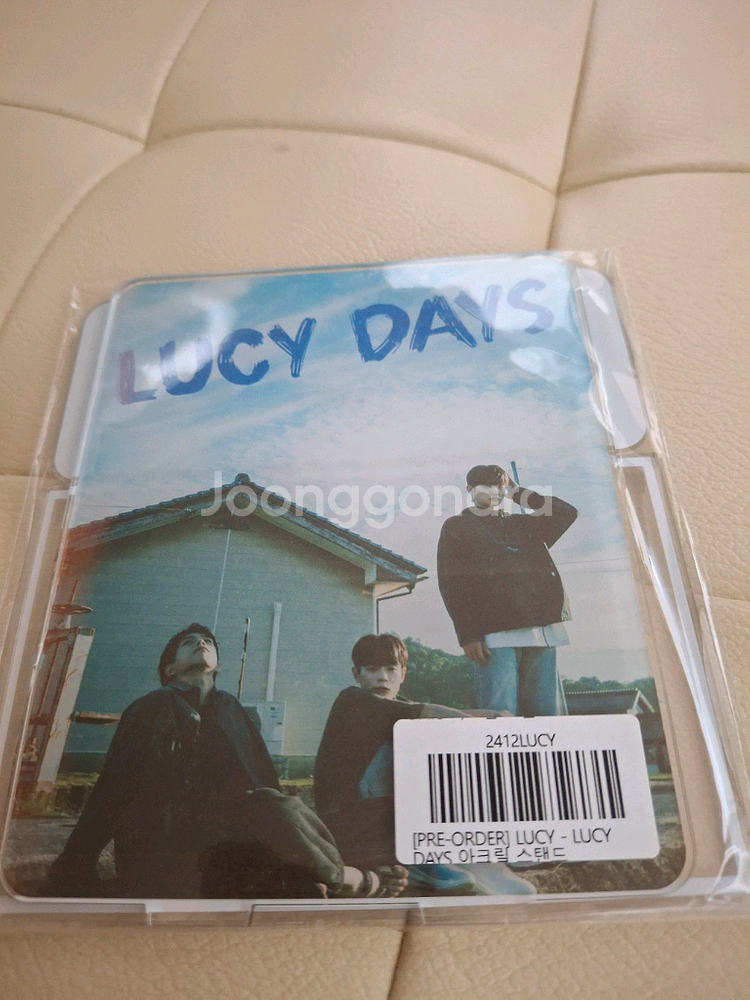 LUCY DAYS
Joonggonara
2412LUCY
[PRE-ORDER] LUCY - LUCY
DAYS 아크릴 스탠드